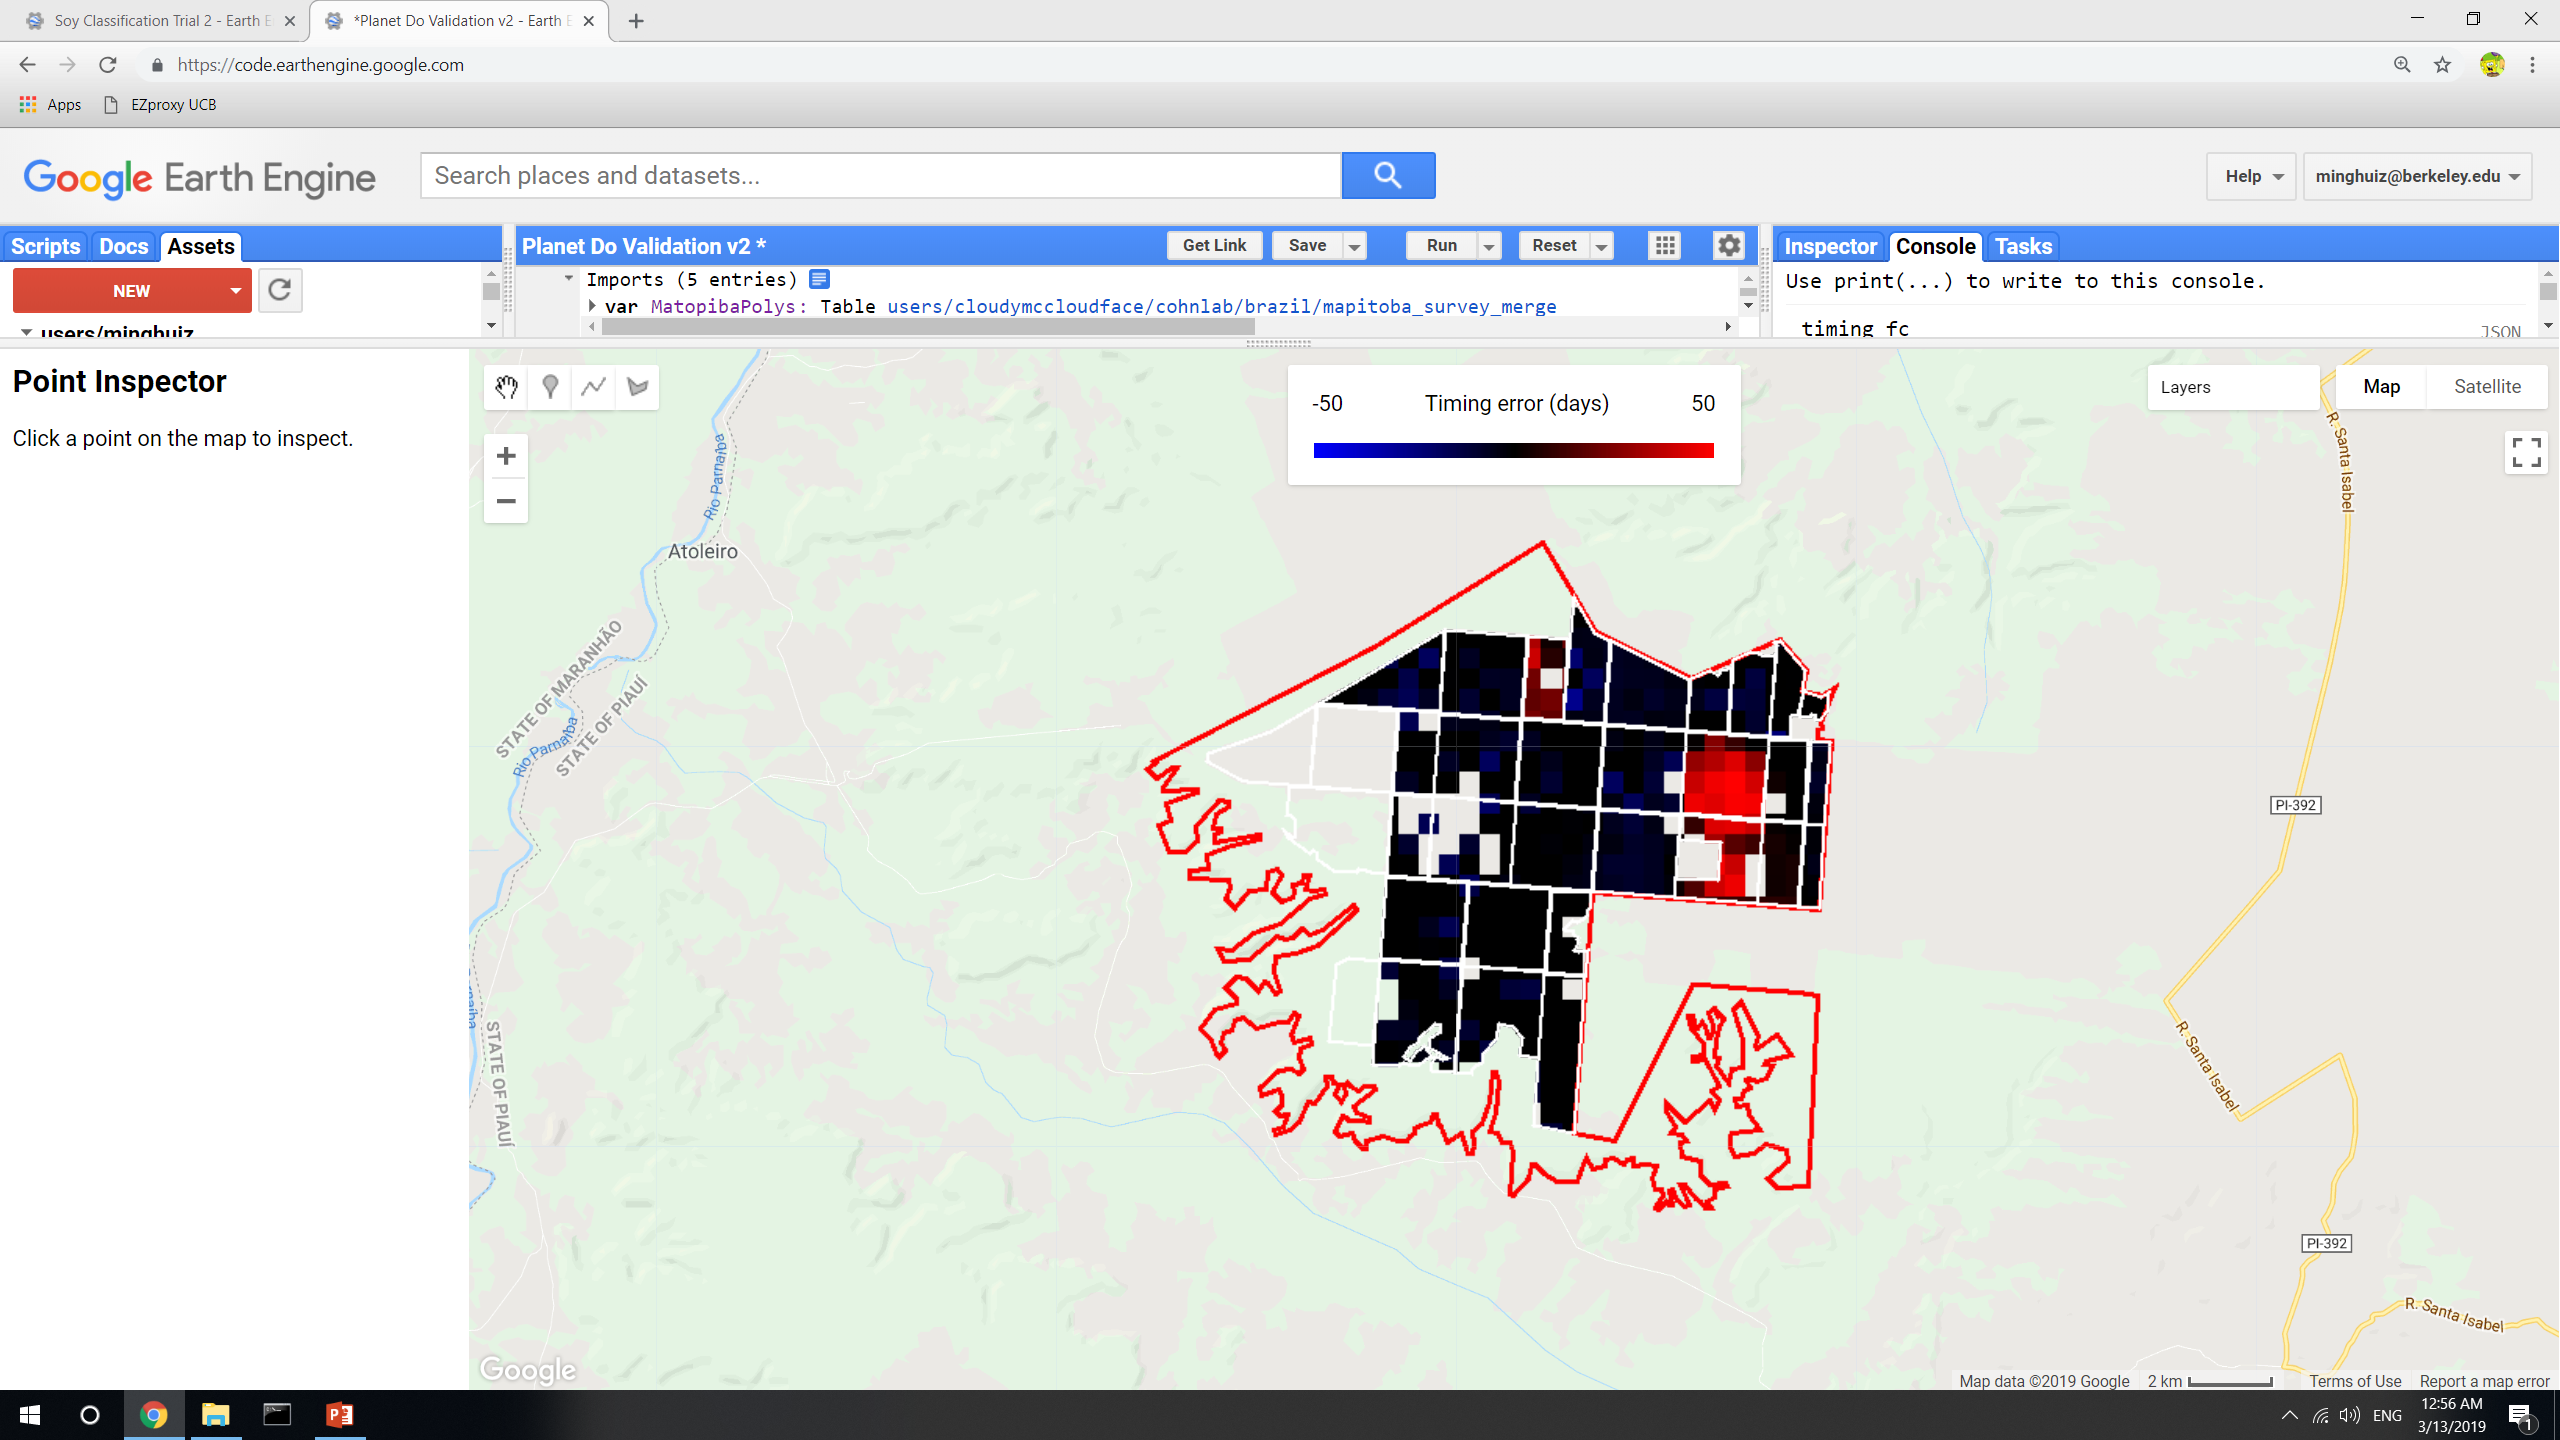 Soy Classification Trial 2 - Earth E
*Planet Do Validation v2 - Earth E
https://code.earthengine.google.com
Apps
EZproxy UCB
Google Earth Engine
Search places and datasets...
Help
minghuiz@berkeley.edu
Scripts
Docs
Assets
Planet Do Validation v2 *
Get Link
Save
Run
Reset
Inspector
Console
Tasks
NEW
users/minghuiz
Imports (5 entries)
var MatopibaPolys: Table users/cloudymccloudface/cohnlab/brazil/mapitoba_survey_merge
Use print(...) to write to this console.
timing fc
JSON
Point Inspector
Click a point on the map to inspect.
-50
Timing error (days)
50
Layers
Map
Satellite
R. Santa Isabel
Rio Parnaíba
Atoleiro
STATE OF MARANHÃO
STATE OF PIAUÍ
Rio Parnaíba
PI-392
STATE OF PIAUÍ
R. Santa Isabel
PI-392
R. Santa Isabel
Google
Map data ©2019 Google
2 km
Terms of Use
Report a map error
ENG
12:56 AM
3/13/2019
1